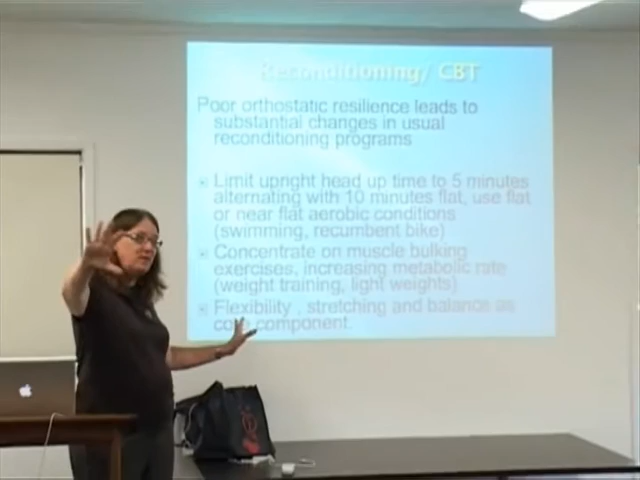 Reconditioning/ CBT
Poor orthostatic resilience leads to
substantial changes in usual
reconditioning programs
Limit upright head up time to 5 minutes
alternating with 10 minutes flat, use flat
or near flat aerobic conditions
(swimming, recumbent bike)
Concentrate on muscle bulking
exercises, increasing metabolic rate
(weight training, light weights)
Flexibility , stretching and balance as
core component.